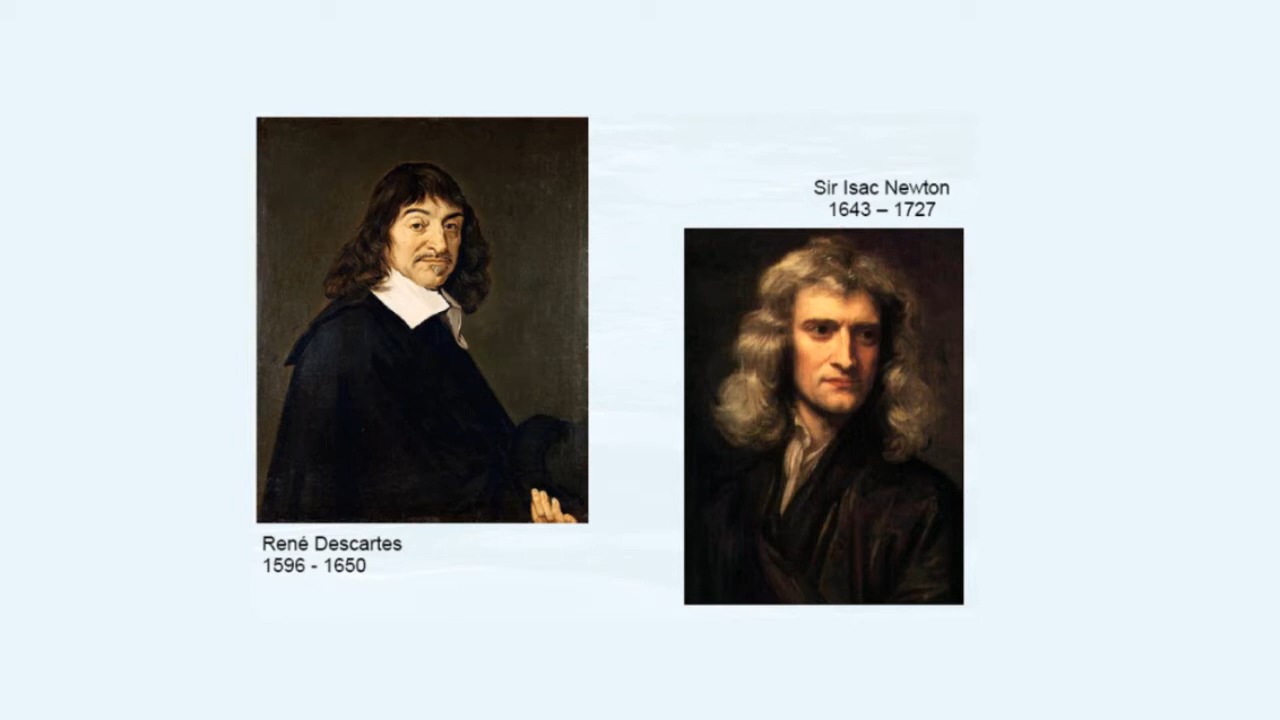 Sir Isac Newton
1643 – 1727
René Descartes
1596 - 1650